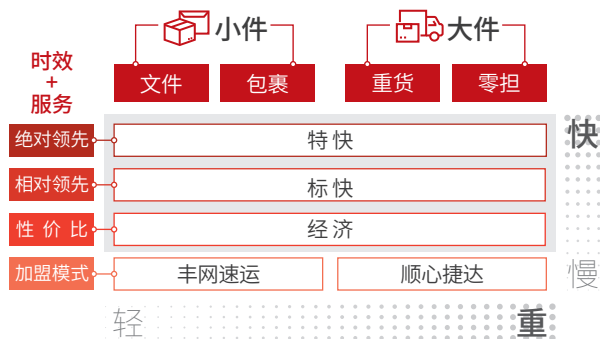 小件 大件
时效
+
服务
文件 包裹 重货 零担
绝对领先 特快
快
相对领先 标快
性价比 经济
加盟模式 丰网速运 顺心捷达
慢
轻 重